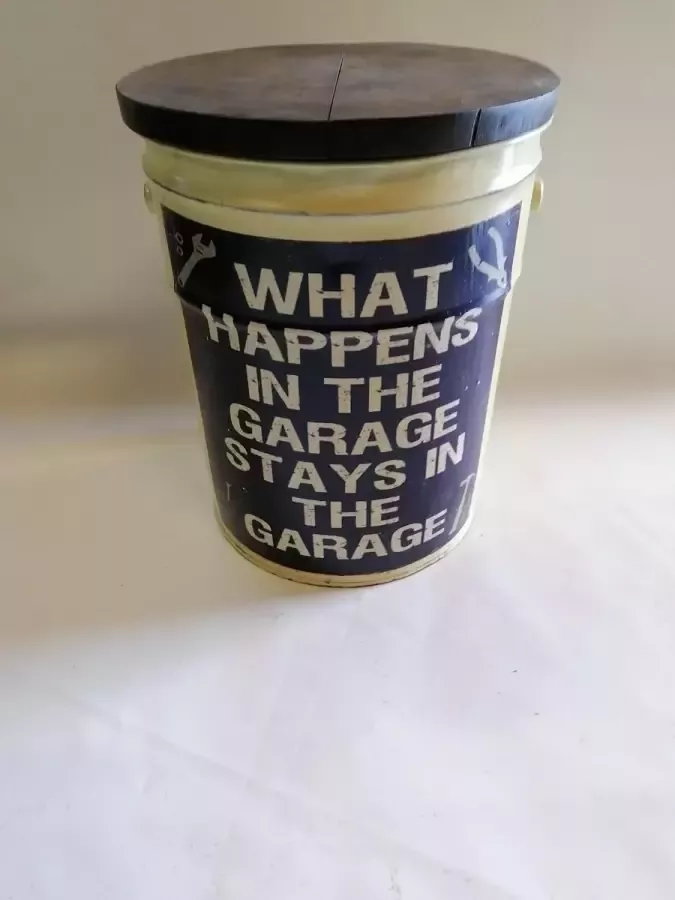 WHAT
HAPPENS
IN THE
GARAGE
STAYS IN
THE
GARAGE